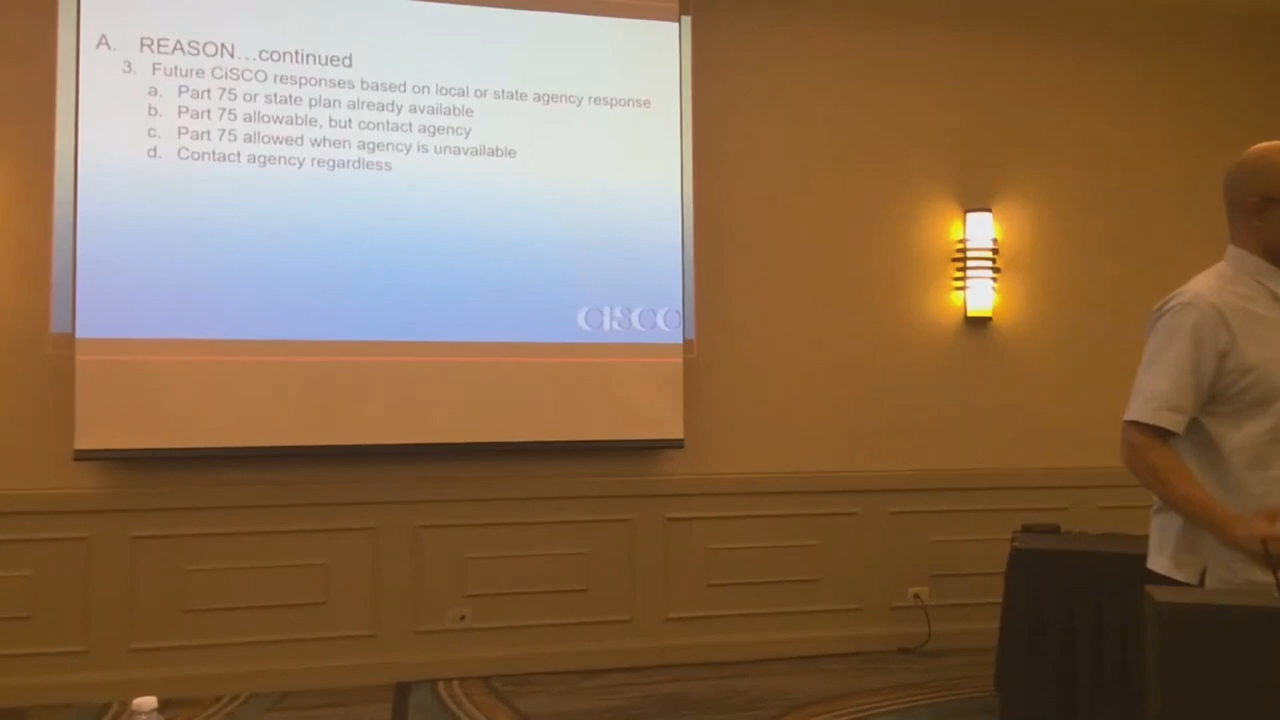 A. REASON...continued
3. Future CiSCO responses based on local or state agency response
a. Part 75 or state plan already available
b. Part 75 allowable, but contact agency
c. Part 75 allowed when agency is unavailable
d. Contact agency regardless
CISCO